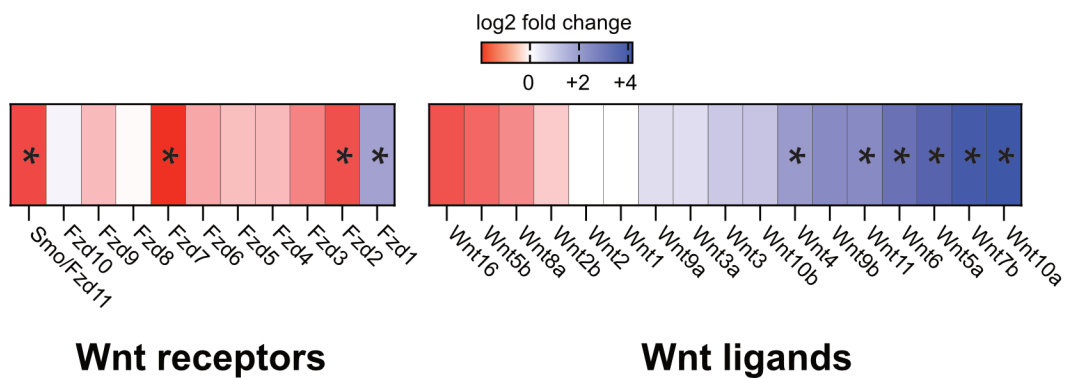 log2 fold change
0 +2 +4
* * * * * * * * * *
Smo/Fzd11 Fzd10 Fzd9 Fzd8 Fzd7 Fzd6 Fzd5 Fzd4 Fzd3 Fzd2 Fzd1 Wnt16 Wnt5b Wnt8a Wnt2b Wnt2 Wnt1 Wnt9a Wnt3a Wnt3 Wnt10b Wnt4 Wnt9b Wnt11 Wnt6 Wnt5a Wnt7b Wnt10a
Wnt receptors Wnt ligands